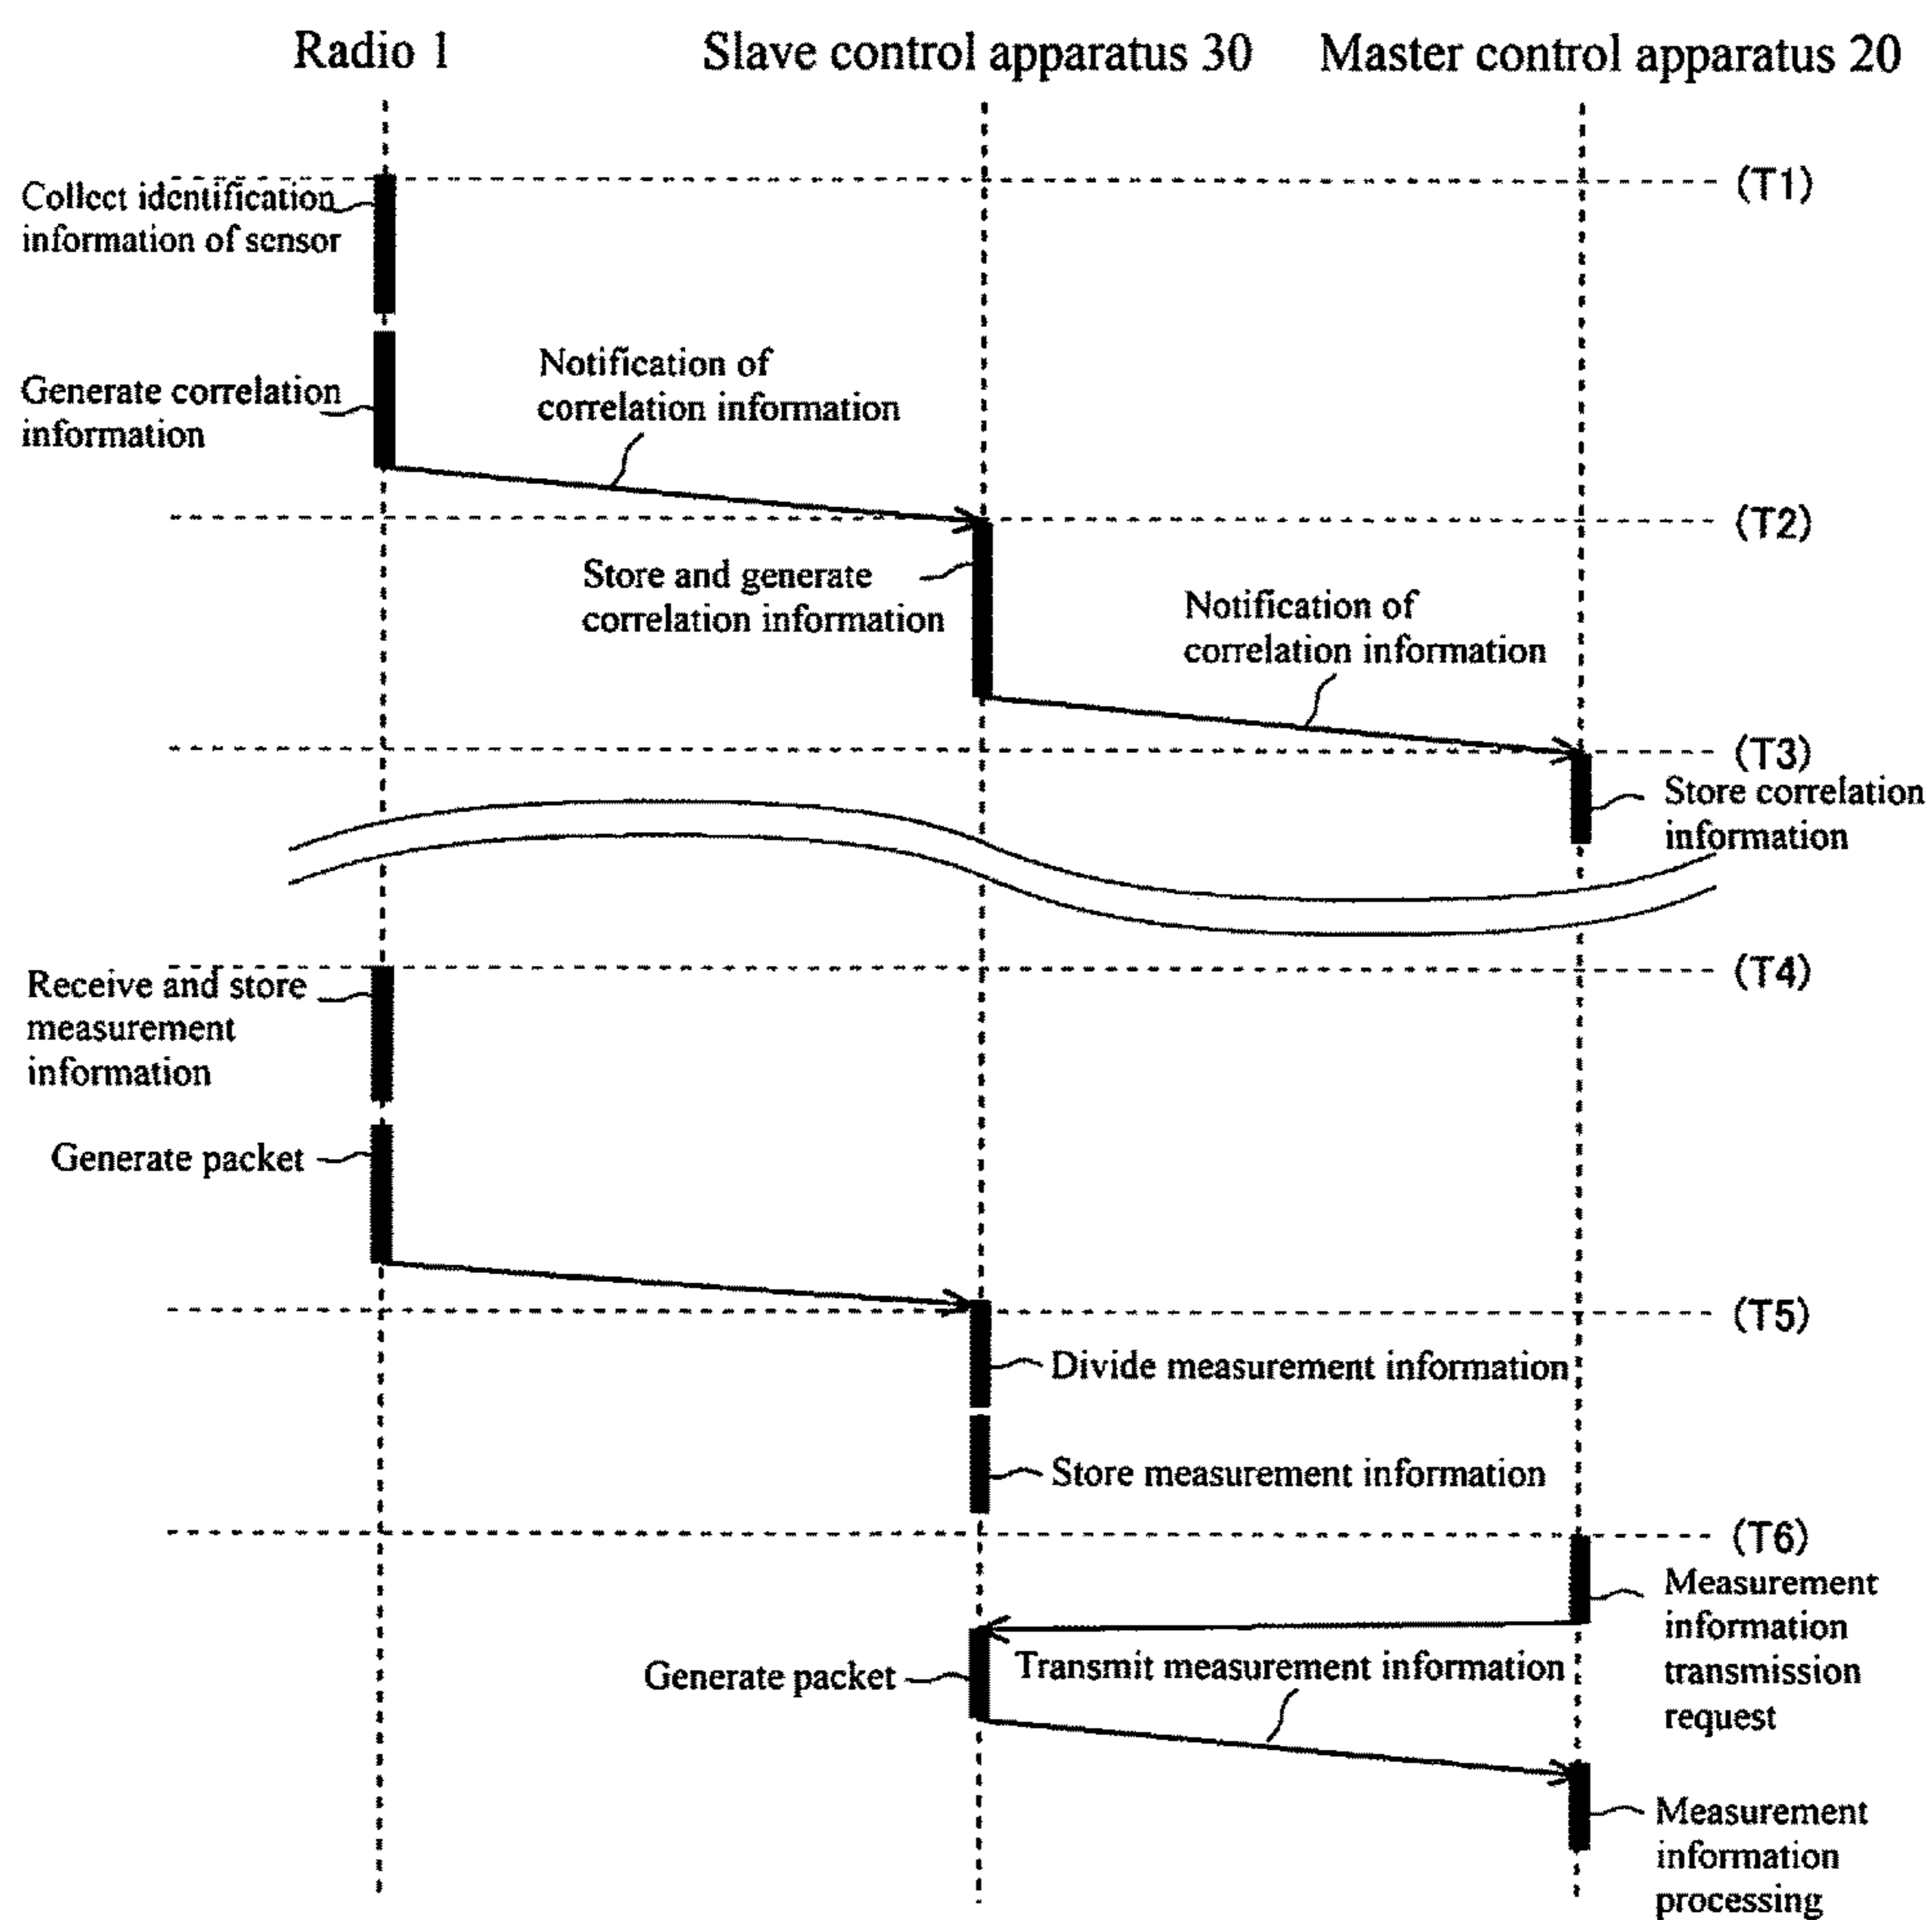 Radio 1
Slave control apparatus 30
Master control apparatus 20
(T1)
Collect identification
information of sensor
Generate correlation
information
Notification of
correlation information
(T2)
Store and generate
correlation information
Notification of
correlation information
(T3)
Store correlation
information
(T4)
Receive and store
measurement
information
Generate packet
(T5)
Divide measurement information
Store measurement information
(T6)
Measurement
information
transmission
request
Generate packet
Transmit measurement information
Measurement
information
processing